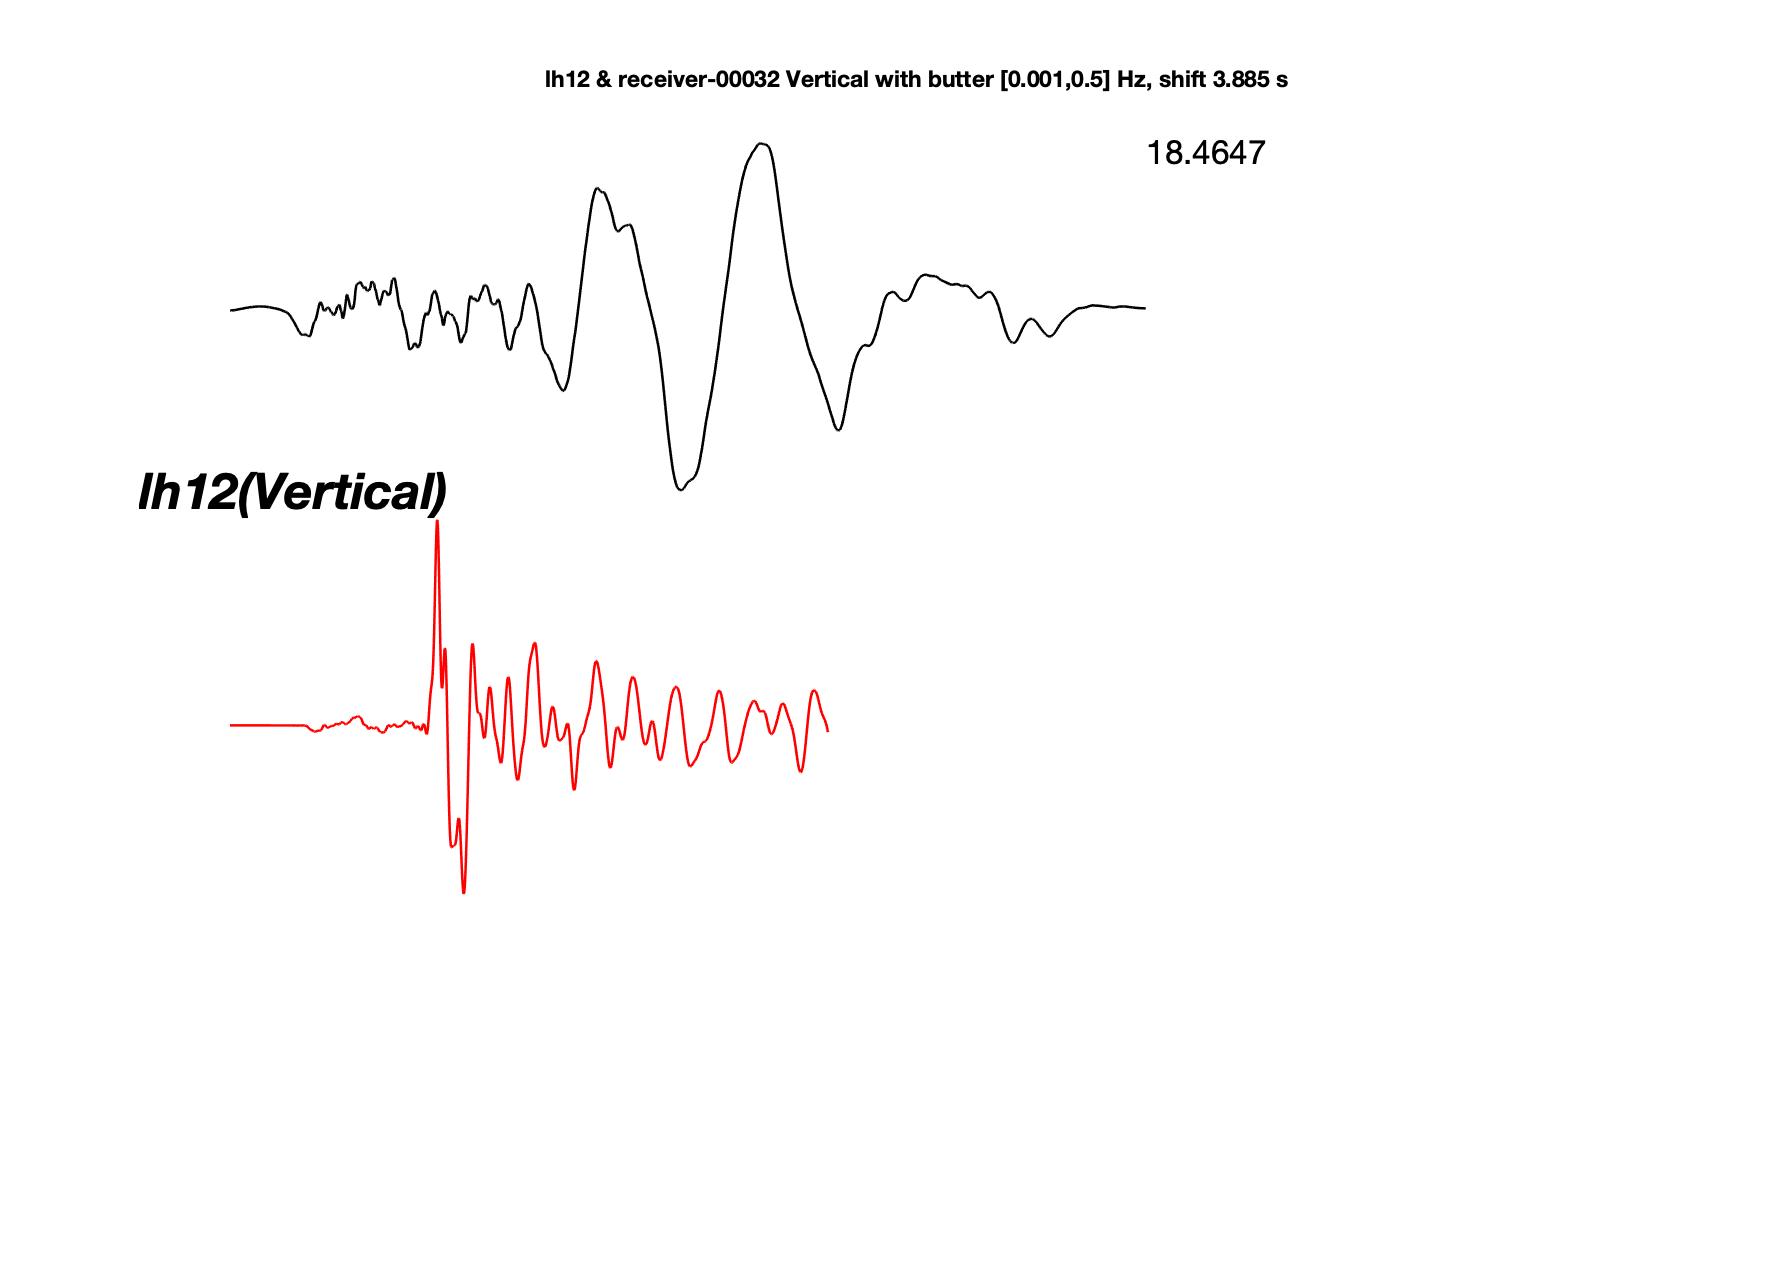 lh12 & receiver-00032 Vertical with butter [0.001,0.5] Hz, shift 3.885 s
18.4647
lh12(Vertical)